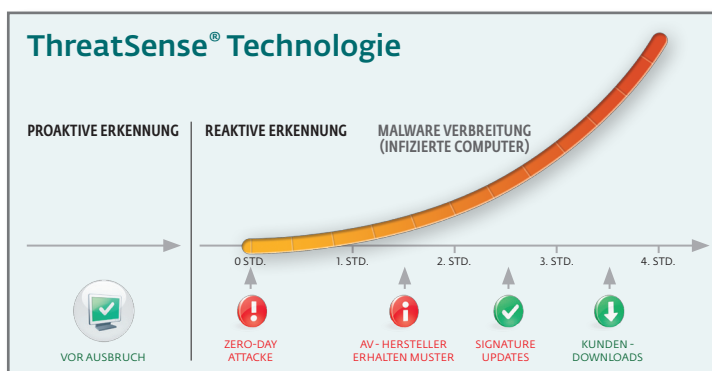 ThreatSense® Technologie
PROAKTIVE ERKENNUNG
REAKTIVE ERKENNUNG
MALWARE VERBREITUNG
(INFIZIERTE COMPUTER)
0 STD.
1. STD.
2. STD.
3. STD.
4. STD.
VOR AUSBRUCH
ZERO-DAY
ATTACKE
AV - HERSTELLER
ERHALTEN MUSTER
SIGNATURE
UPDATES
KUNDEN -
DOWNLOADS